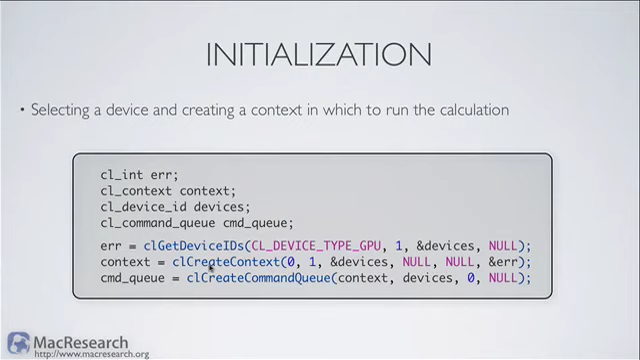 INITIALIZATION
• Selecting a device and creating a context in which to run the calculation
cl_int err;
cl_context context;
cl_device_id devices;
cl_command_queue cmd_queue;
err = clGetDeviceIDs(CL_DEVICE_TYPE_GPU, 1, &devices, NULL);
context = clCreateContext(0, 1, &devices, NULL, NULL, &err);
cmd_queue = clCreateCommandQueue(context, devices, 0, NULL);
MacResearch
http://www.macresearch.org